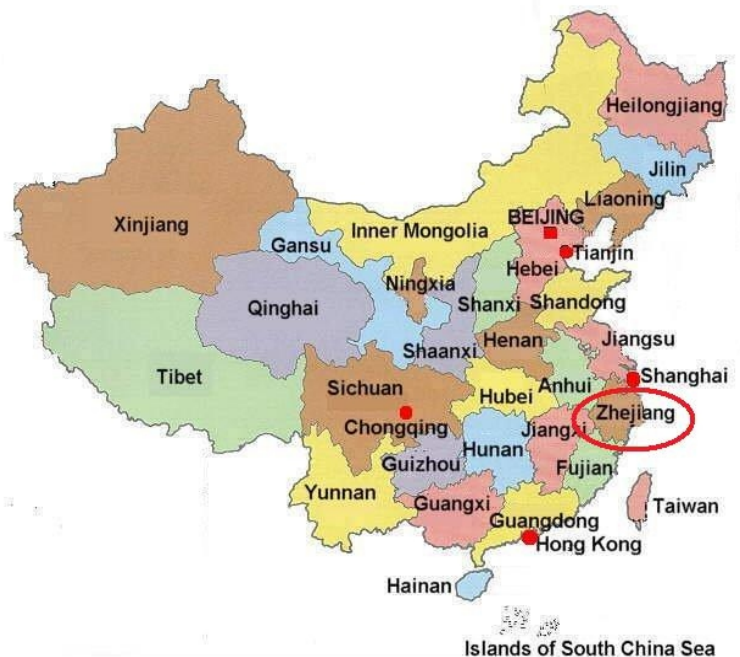 Heilongjiang
Jilin
Liaoning
Xinjiang
Inner Mongolia
BEIJING
Gansu
Tianjin
Hebei
Ningxia
Qinghai
Shanxi
Shandong
Shaanxi
Henan
Jiangsu
Tibet
Sichuan
Hubei
Anhui
Shanghai
Chongqing
Zhejiang
Jiangxi
Hunan
Guizhou
Fujian
Yunnan
Guangxi
Taiwan
Guangdong
Hong Kong
Hainan
Islands of South China Sea